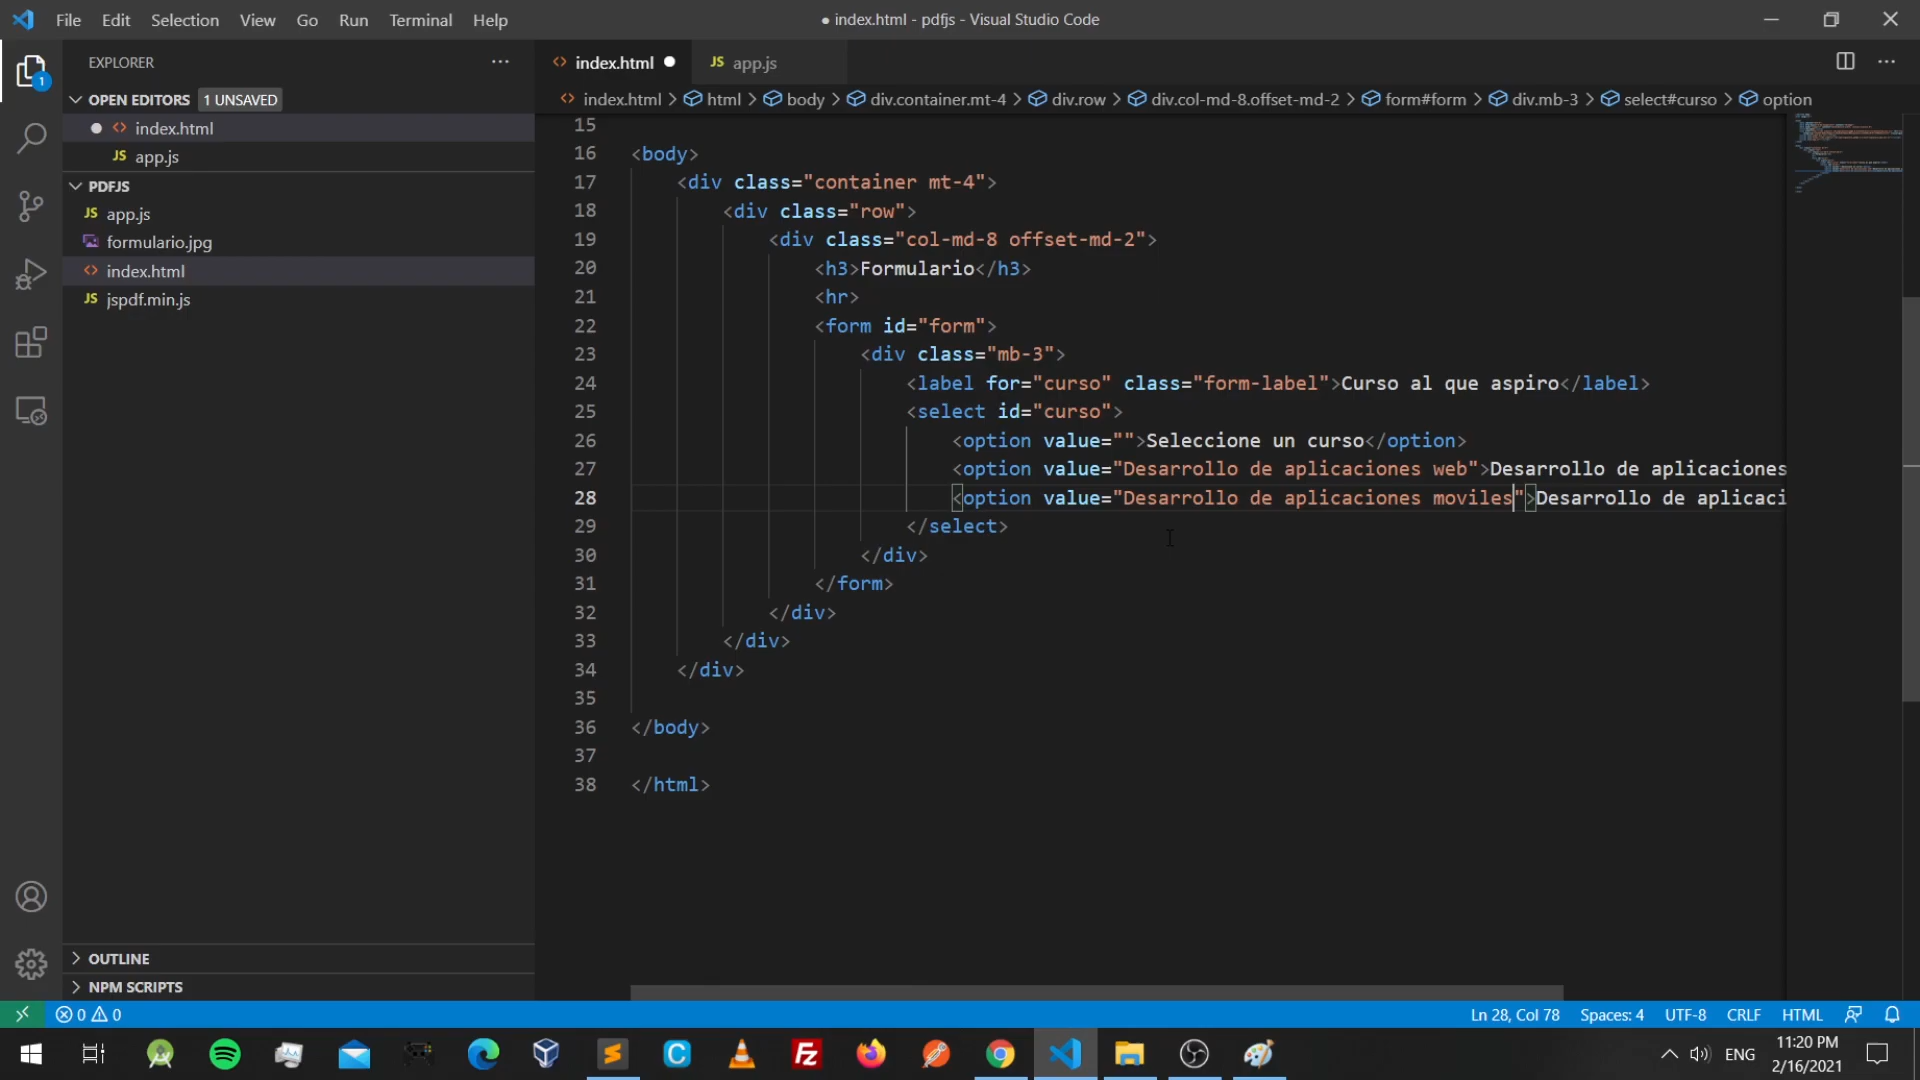 File Edit Selection View Go Run Terminal Help
● index.html - pdfjs - Visual Studio Code
EXPLORER
index.html
JS app.js
1
OPEN EDITORS 1 UNSAVED
index.html > html > body > div.container.mt-4 > div.row > div.col-md-8.offset-md-2 > form#form > div.mb-3 > select#curso > option
index.html
JS app.js
PDFJS
JS app.js
formulario.jpg
index.html
JS jspdf.min.js
15
16 <body>
17 <div class="container mt-4">
18 <div class="row">
19 <div class="col-md-8 offset-md-2">
20 <h3>Formulario</h3>
21 <hr>
22 <form id="form">
23 <div class="mb-3">
24 <label for="curso" class="form-label">Curso al que aspiro</label>
25 <select id="curso">
26 <option value="">Seleccione un curso</option>
27 <option value="Desarrollo de aplicaciones web">Desarrollo de aplicaciones
28 <option value="Desarrollo de aplicaciones moviles">Desarrollo de aplicaci
29 </select>
30 </div>
31 </form>
32 </div>
33 </div>
34 </div>
35
36 </body>
37
38 </html>
OUTLINE
NPM SCRIPTS
0 0
Ln 28, Col 78 Spaces: 4 UTF-8 CRLF HTML
ENG
11:20 PM
2/16/2021